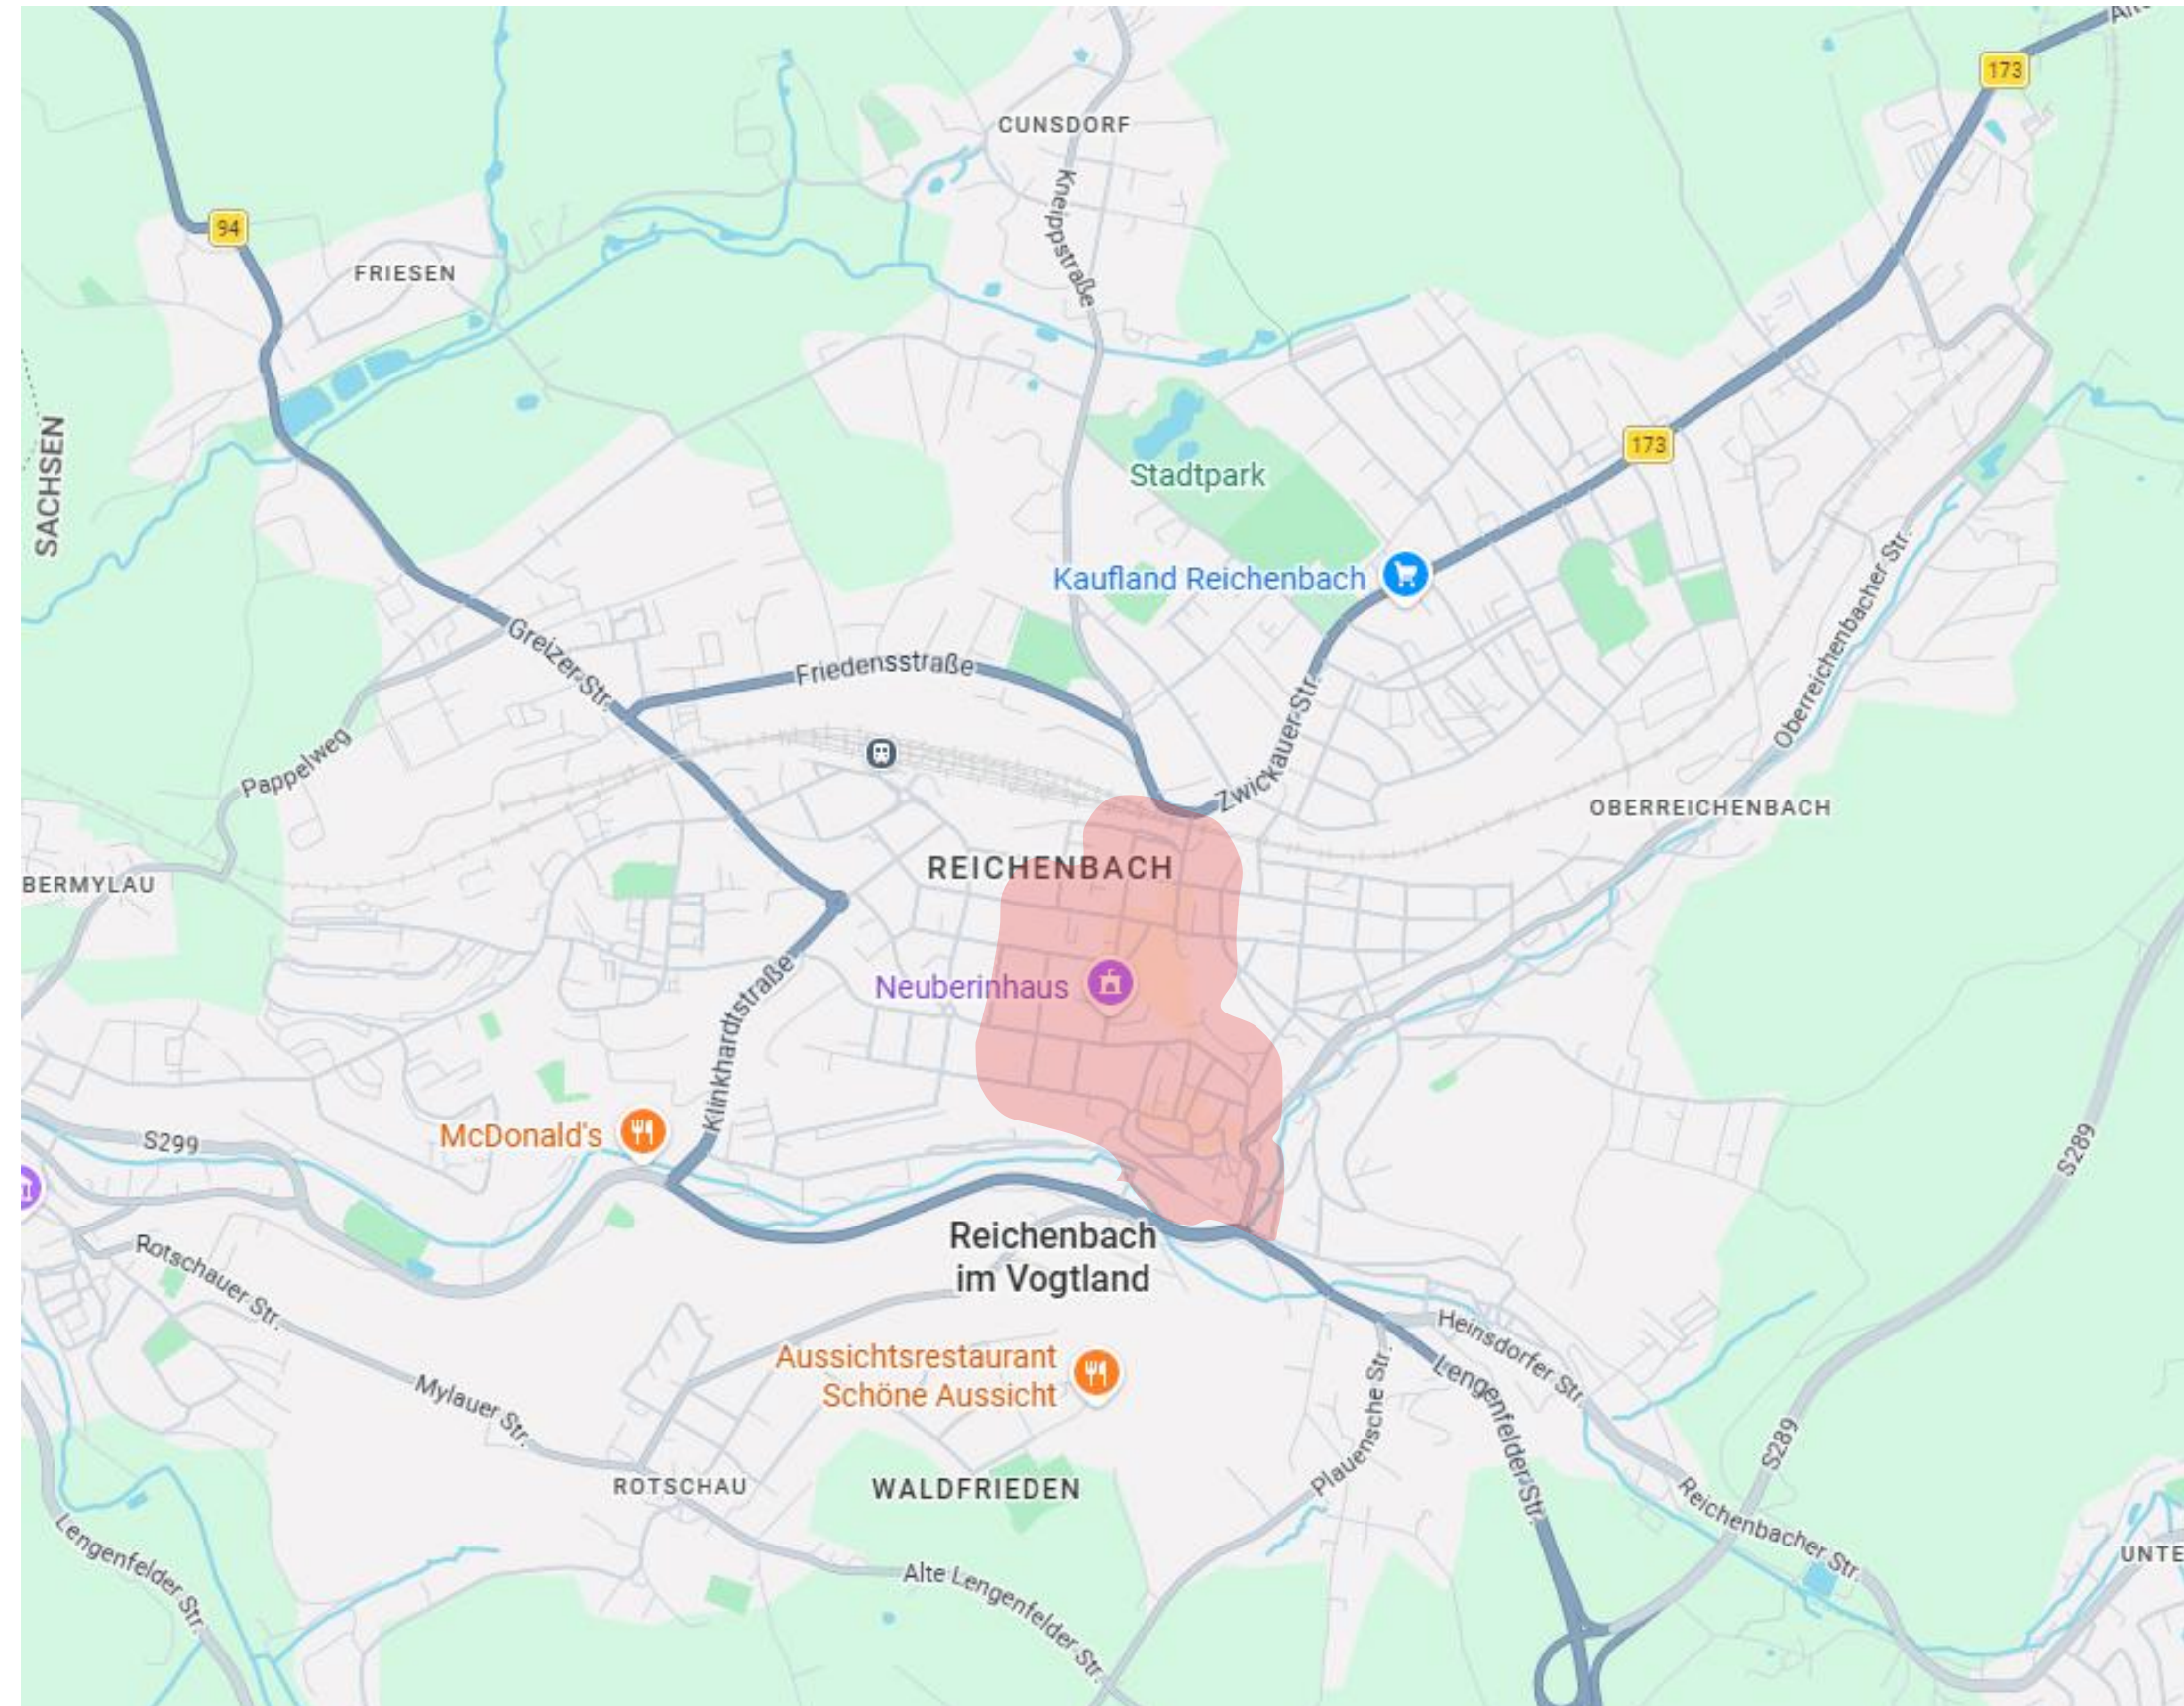 173
CUNSDORF
Kneippstraße
94
FRIESEN
SACHSEN
173
Stadtpark
Kaufland Reichenbach
Greizer Str.
Friedensstraße
Zwickauer Str.
Oberreichenbacher Str.
Pappelweg
OBERREICHENBACH
REICHENBACH
BERMYLAU
Neuberinhaus
Klinkhardtstraße
McDonald's
S299
S289
Reichenbach
im Vogtland
Rotschauer Str.
Heinsdorfer Str.
Aussichtsrestaurant
Schöne Aussicht
Mylauer Str.
Plauensche Str.
Lengenfelder Str.
S289
ROTSCHAU
WALDFRIEDEN
Reichenbacher Str.
Lengenfelder Str.
Alte Lengenfelder Str.
UNTE